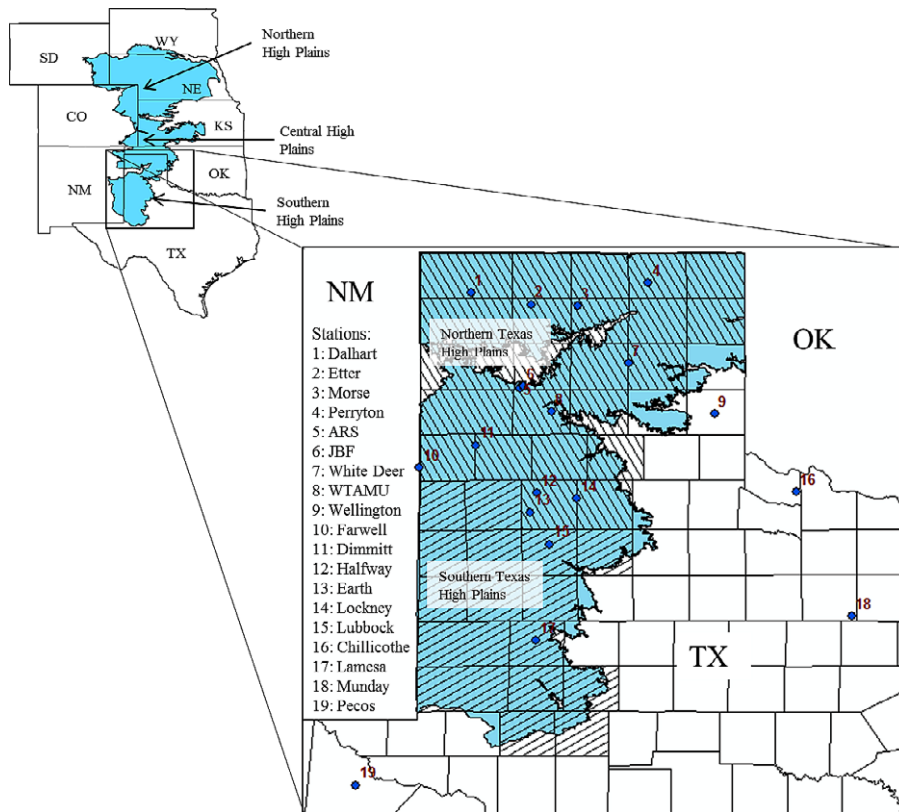 WY
SD
NE
CO
KS
NM
OK
TX
Northern
High Plains
Central High
Plains
Southern
High Plains
NM
OK
TX
Stations:
1: Dalhart
2: Etter
3: Morse
4: Perryton
5: ARS
6: JBF
7: White Deer
8: WTAMU
9: Wellington
10: Farwell
11: Dimmitt
12: Halfway
13: Earth
14: Lockney
15: Lubbock
16: Chillicothe
17: Lamesa
18: Munday
19: Pecos
Northern Texas
High Plains
Southern Texas
High Plains
1
2
3
4
5
6
7
8
9
10
11
12
13
14
15
16
17
18
19